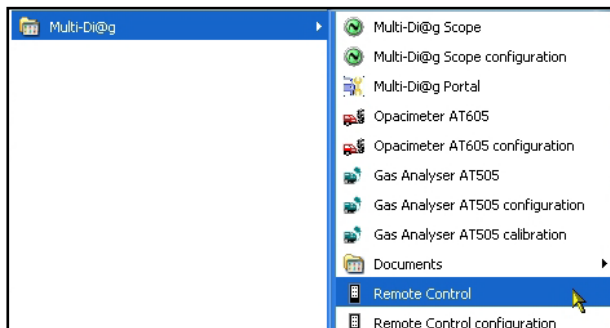 Multi-Di@g
Multi-Di@g Scope
Multi-Di@g Scope configuration
Multi-Di@g Portal
Opacimeter AT605
Opacimeter AT605 configuration
Gas Analyser AT505
Gas Analyser AT505 configuration
Gas Analyser AT505 calibration
Documents
Remote Control
Remote Control configuration